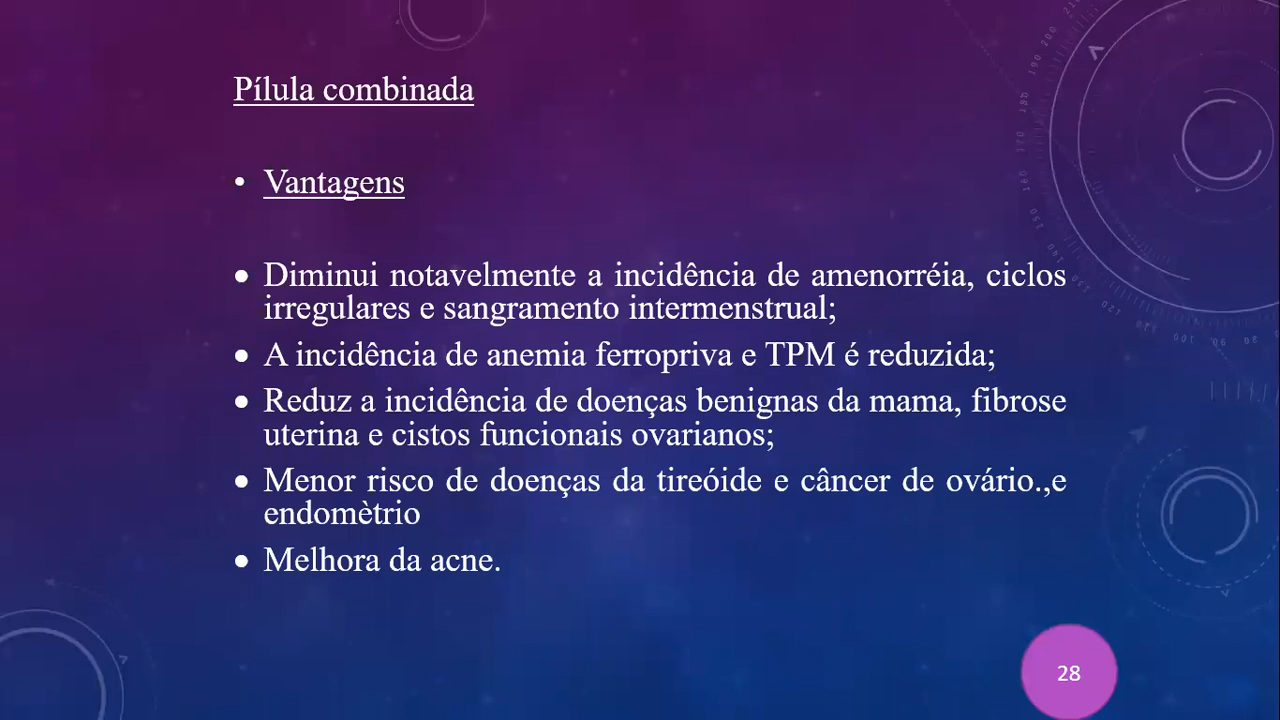 Pílula combinada
• Vantagens
• Diminui notavelmente a incidência de amenorréia, ciclos
irregulares e sangramento intermenstrual;
• A incidência de anemia ferropriva e TPM é reduzida;
• Reduz a incidência de doenças benignas da mama, fibrose
uterina e cistos funcionais ovarianos;
• Menor risco de doenças da tireóide e câncer de ovário.,e
endomètrio
• Melhora da acne.
28